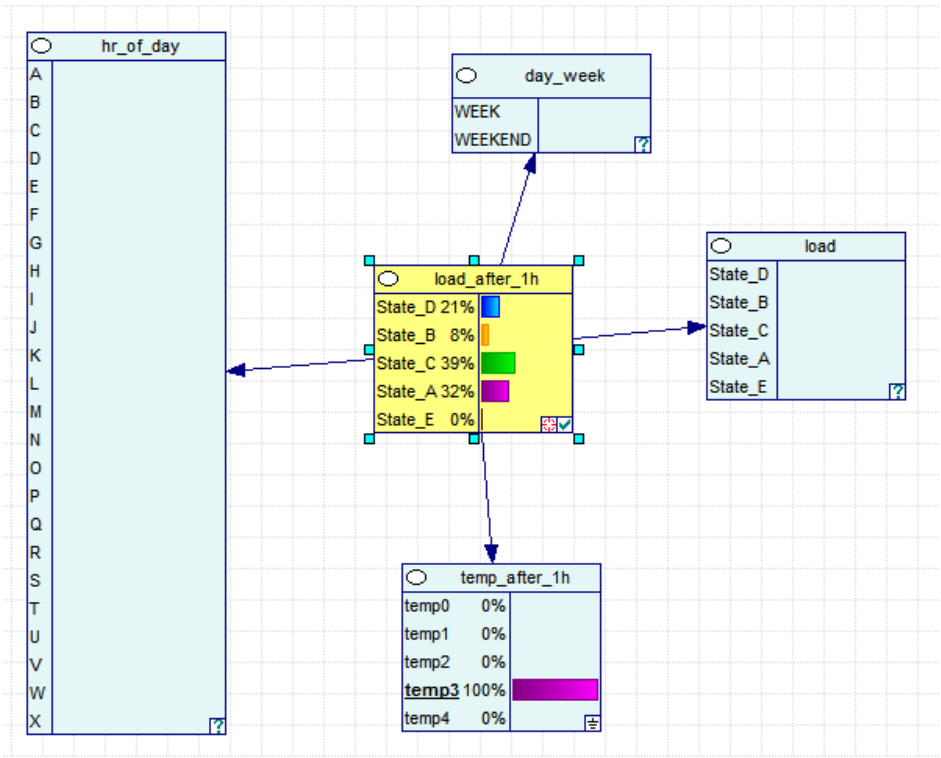 hr_of_day
A
B
C
D
E
F
G
H
I
J
K
L
M
N
O
P
Q
R
S
T
U
V
W
X
?
day_week
WEEK
WEEKEND
?
load_after_1h
State_D 21%
State_B 8%
State_C 39%
State_A 32%
State_E 0%
load
State_D
State_B
State_C
State_A
State_E
?
temp_after_1h
temp0 0%
temp1 0%
temp2 0%
temp3 100%
temp4 0%